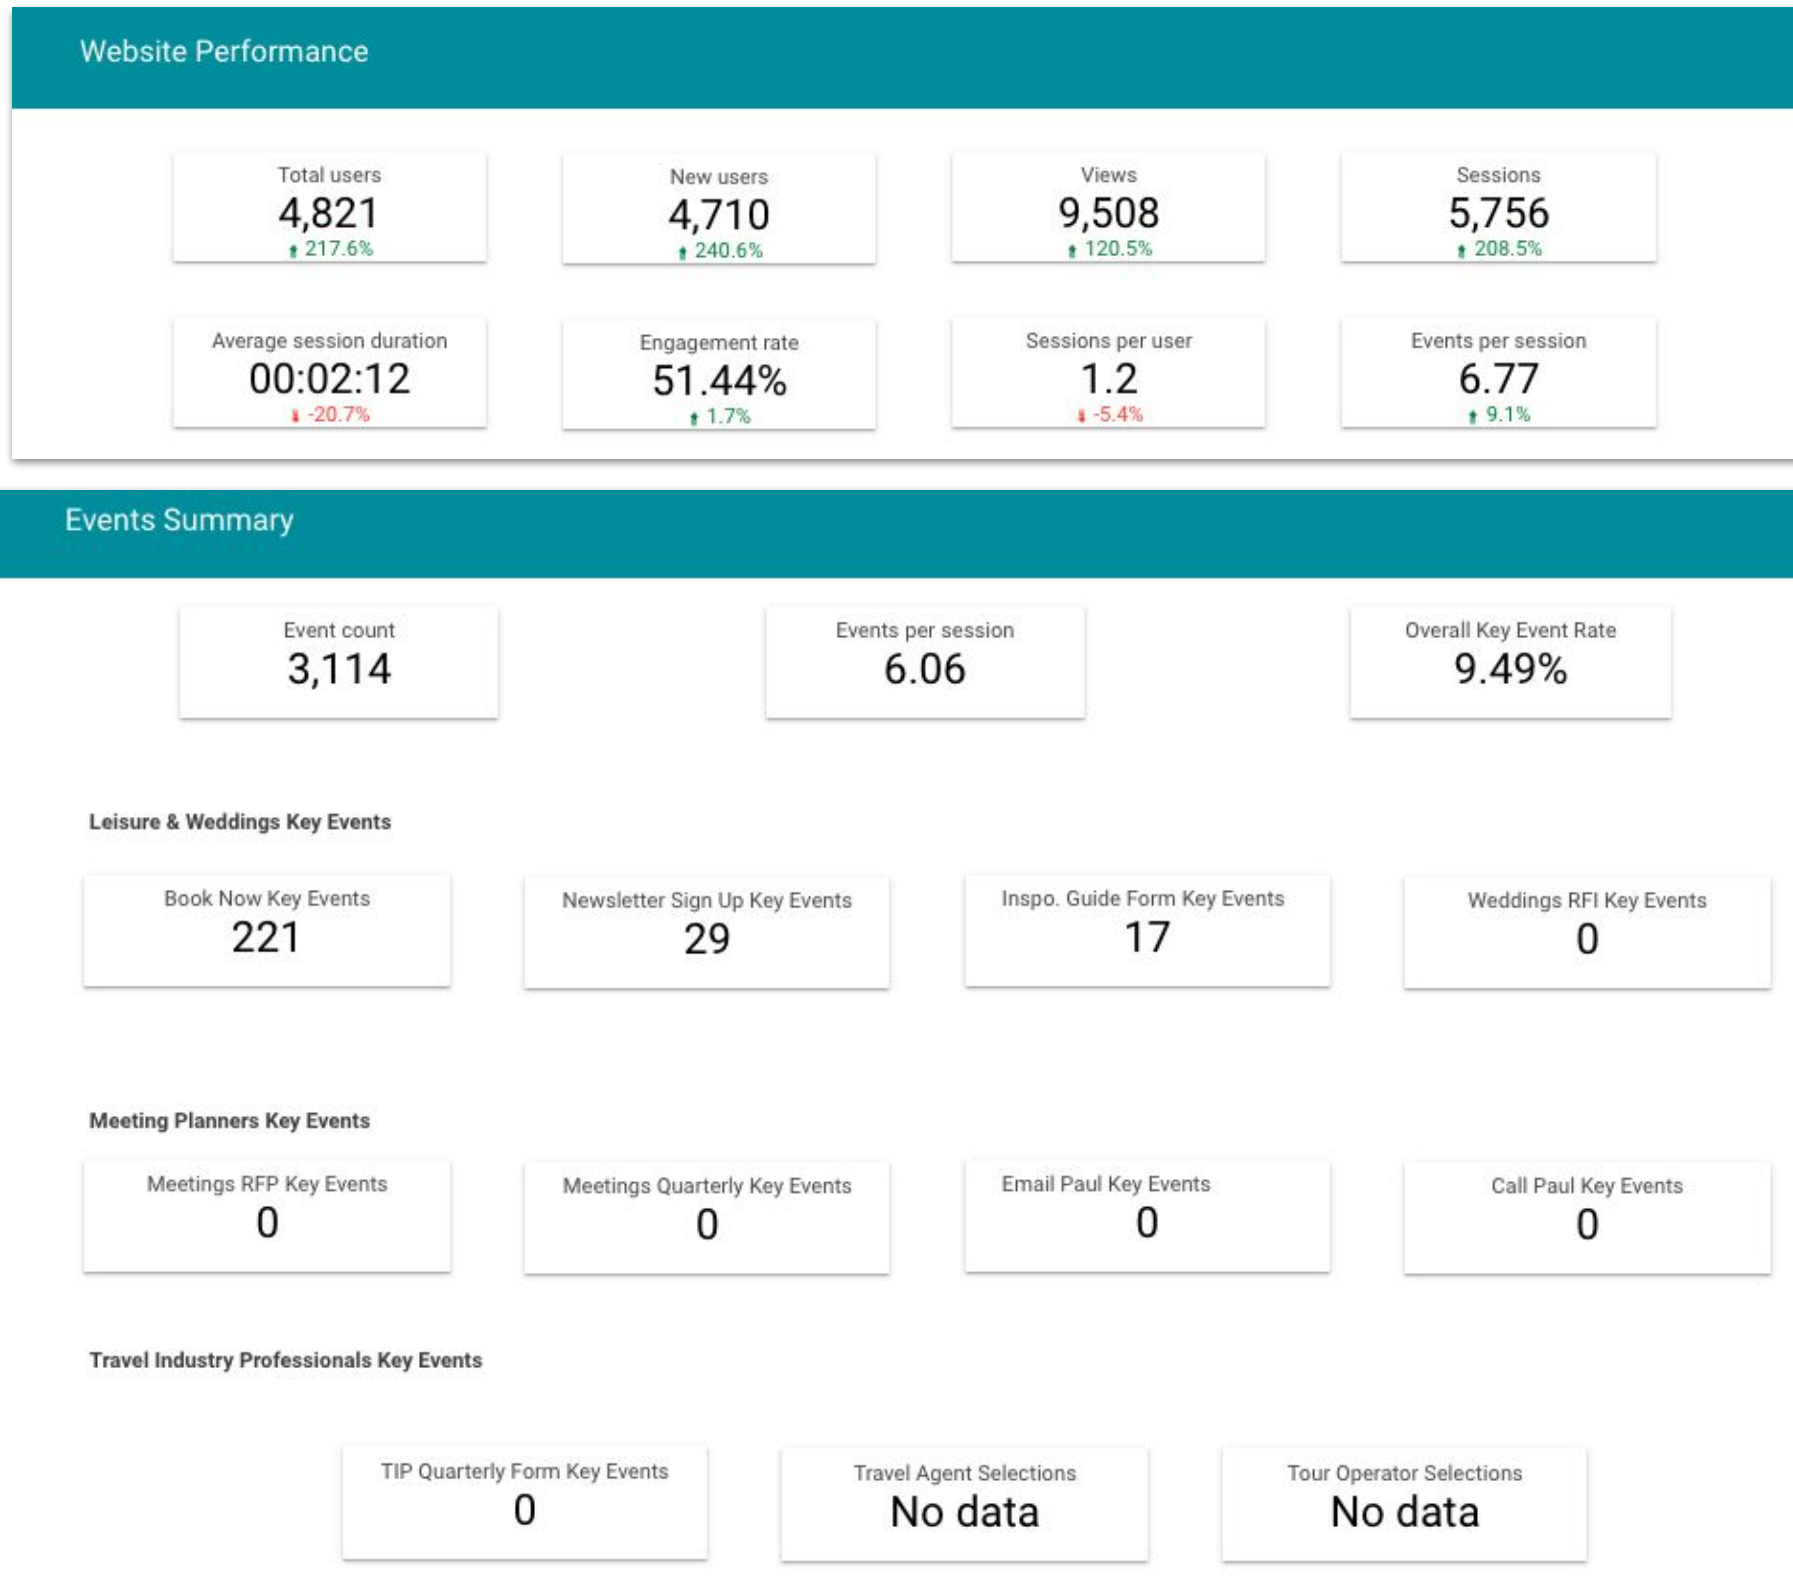 Website Performance
Total users
4,821
217.6%
New users
4,710
240.6%
Views
9,508
120.5%
Sessions
5,756
208.5%
Average session duration
00:02:12
-20.7%
Engagement rate
51.44%
1.7%
Sessions per user
1.2
-5.4%
Events per session
6.77
9.1%
Events Summary
Event count
3,114
Events per session
6.06
Overall Key Event Rate
9.49%
Leisure & Weddings Key Events
Book Now Key Events
221
Newsletter Sign Up Key Events
29
Inspo. Guide Form Key Events
17
Weddings RFI Key Events
0
Meeting Planners Key Events
Meetings RFP Key Events
0
Meetings Quarterly Key Events
0
Email Paul Key Events
0
Call Paul Key Events
0
Travel Industry Professionals Key Events
TIP Quarterly Form Key Events
0
Travel Agent Selections
No data
Tour Operator Selections
No data